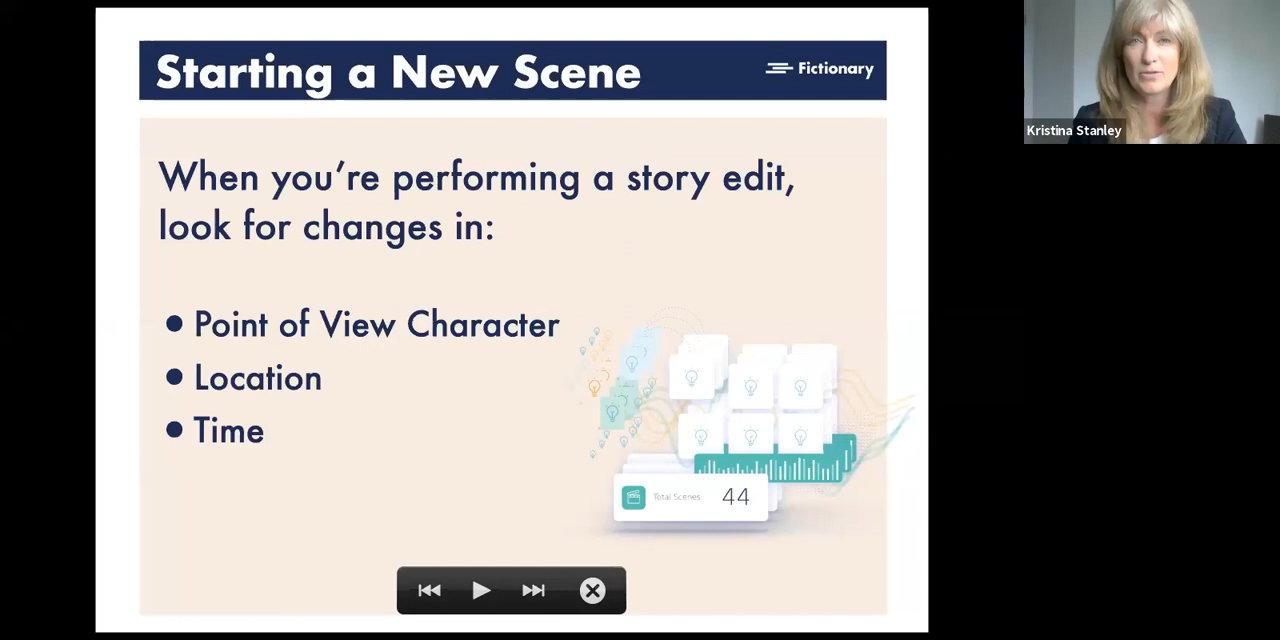 Starting a New Scene
Fictionary
Kristina Stanley
When you're performing a story edit,
look for changes in:
● Point of View Character
● Location
● Time
Total Scenes 44